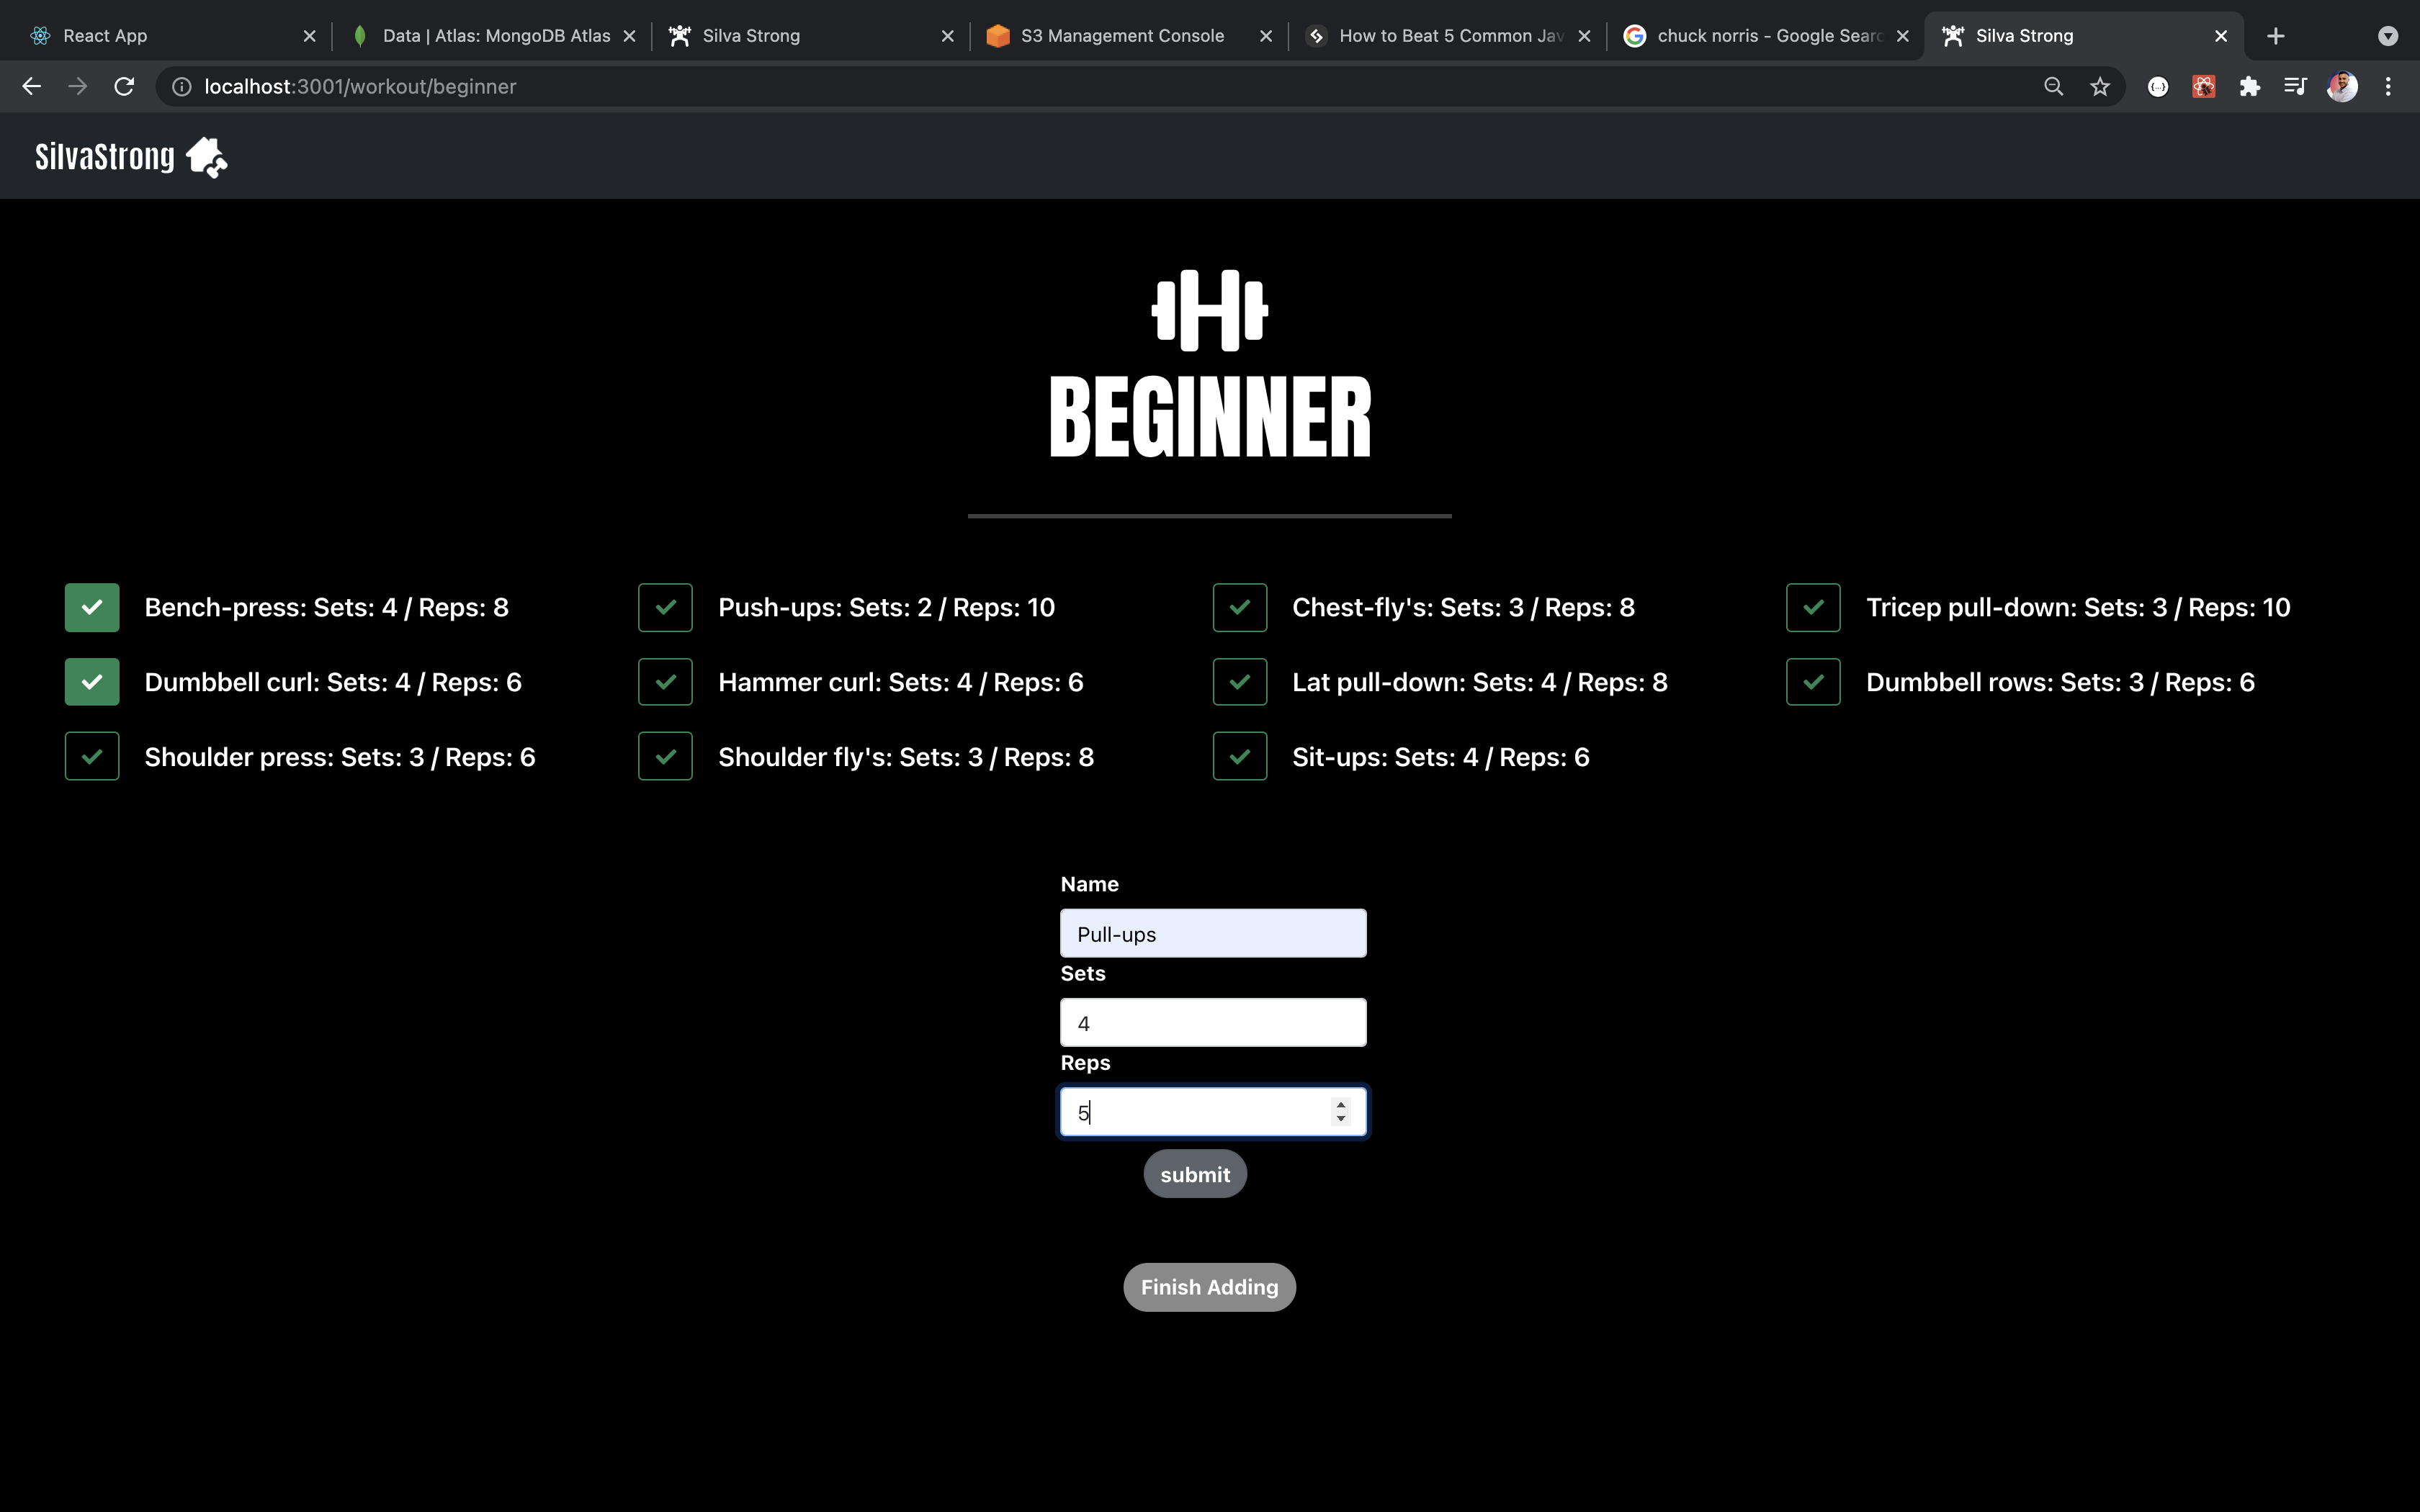 React App
Data | Atlas: MongoDB Atlas
Silva Strong
S3 Management Console
How to Beat 5 Common Jav
chuck norris - Google Searc
Silva Strong
localhost:3001/workout/beginner
SilvaStrong
BEGINNER
Bench-press: Sets: 4 / Reps: 8
Push-ups: Sets: 2 / Reps: 10
Chest-fly's: Sets: 3 / Reps: 8
Tricep pull-down: Sets: 3 / Reps: 10
Dumbbell curl: Sets: 4 / Reps: 6
Hammer curl: Sets: 4 / Reps: 6
Lat pull-down: Sets: 4 / Reps: 8
Dumbbell rows: Sets: 3 / Reps: 6
Shoulder press: Sets: 3 / Reps: 6
Shoulder fly's: Sets: 3 / Reps: 8
Sit-ups: Sets: 4 / Reps: 6
Name
Pull-ups
Sets
4
Reps
5
submit
Finish Adding